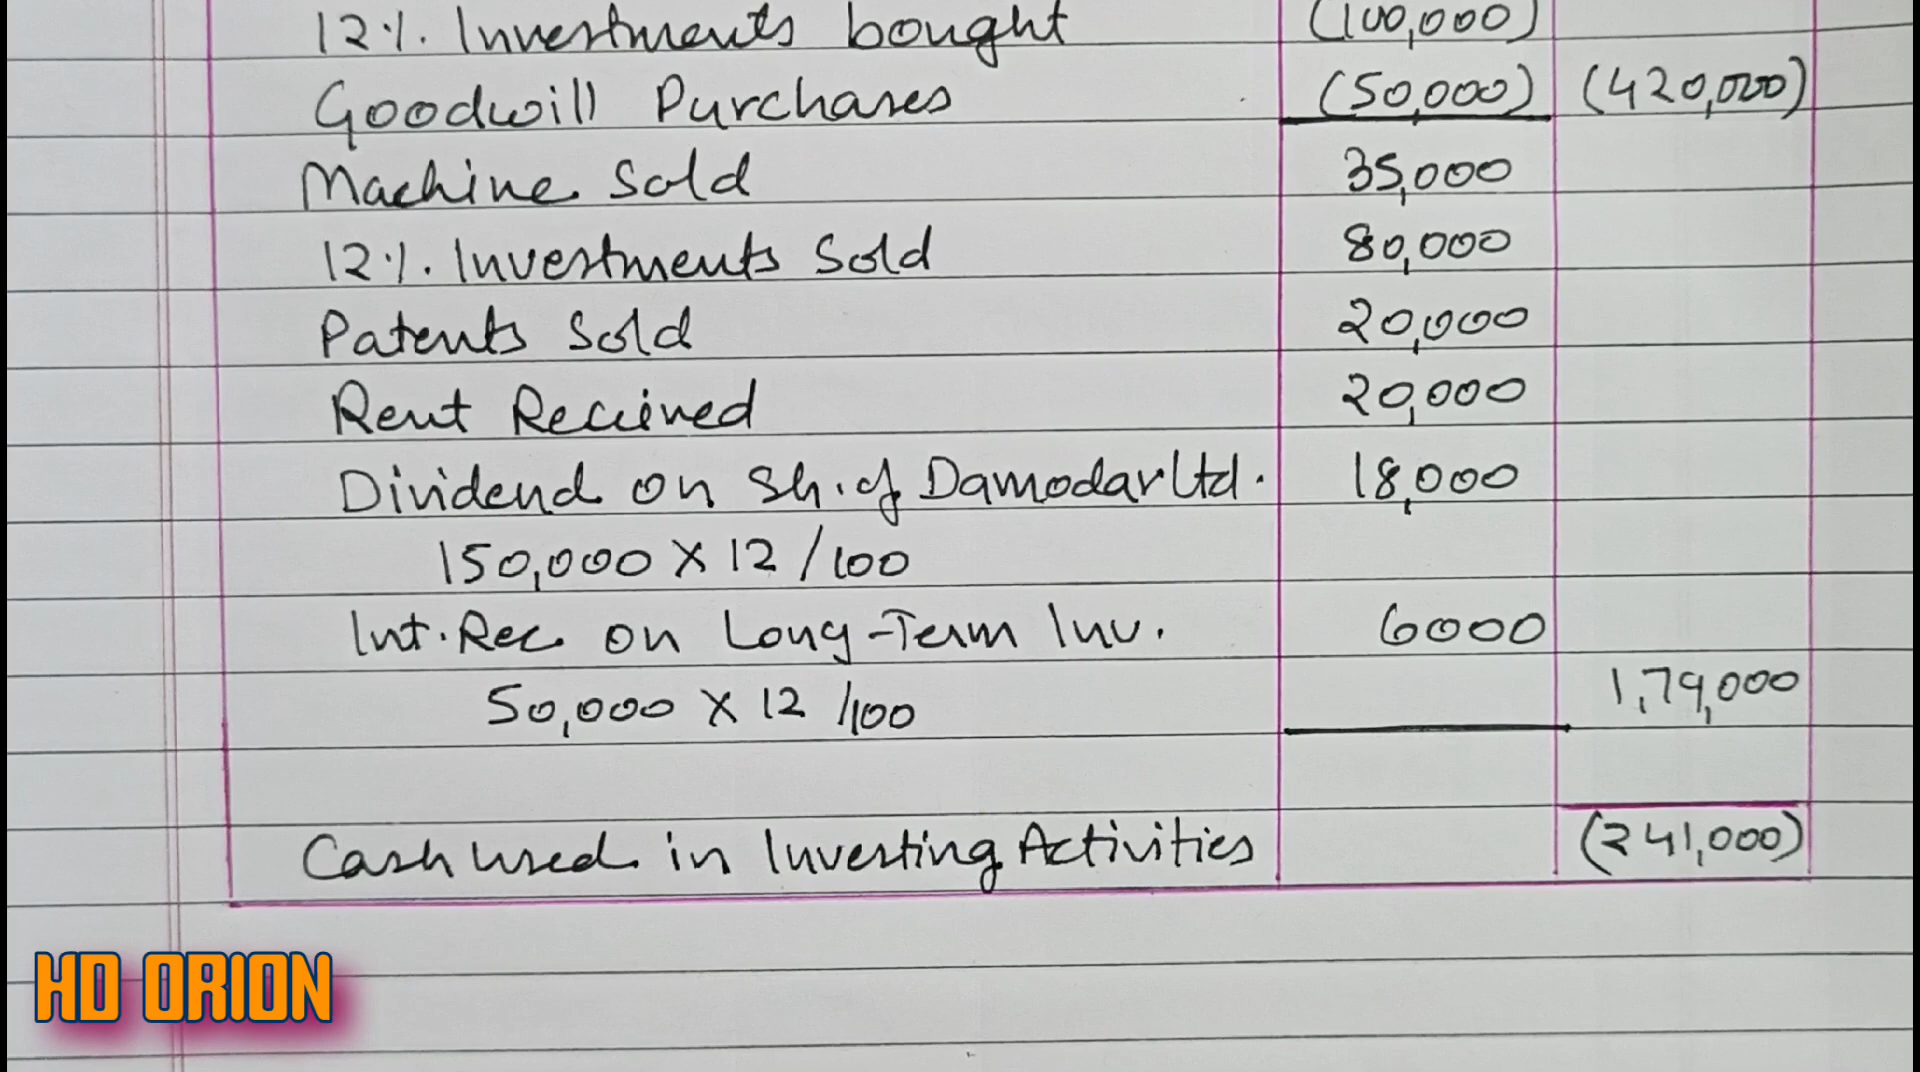 12%. Investments bought (100,000)
Goodwill Purchases (50,000) (420,000)
Machine Sold 35,000
12%. Investments Sold 80,000
Patents Sold 20,000
Rent Recieved 20,000
Dividend on Sh. of Damodar Ltd. 18,000
150,000 X 12 / 100
Int. Rec on Long-Term Inv. 6000
50,000 X 12 / 100 1,79,000
Cash used in Investing Activities (241,000)
HD ORION